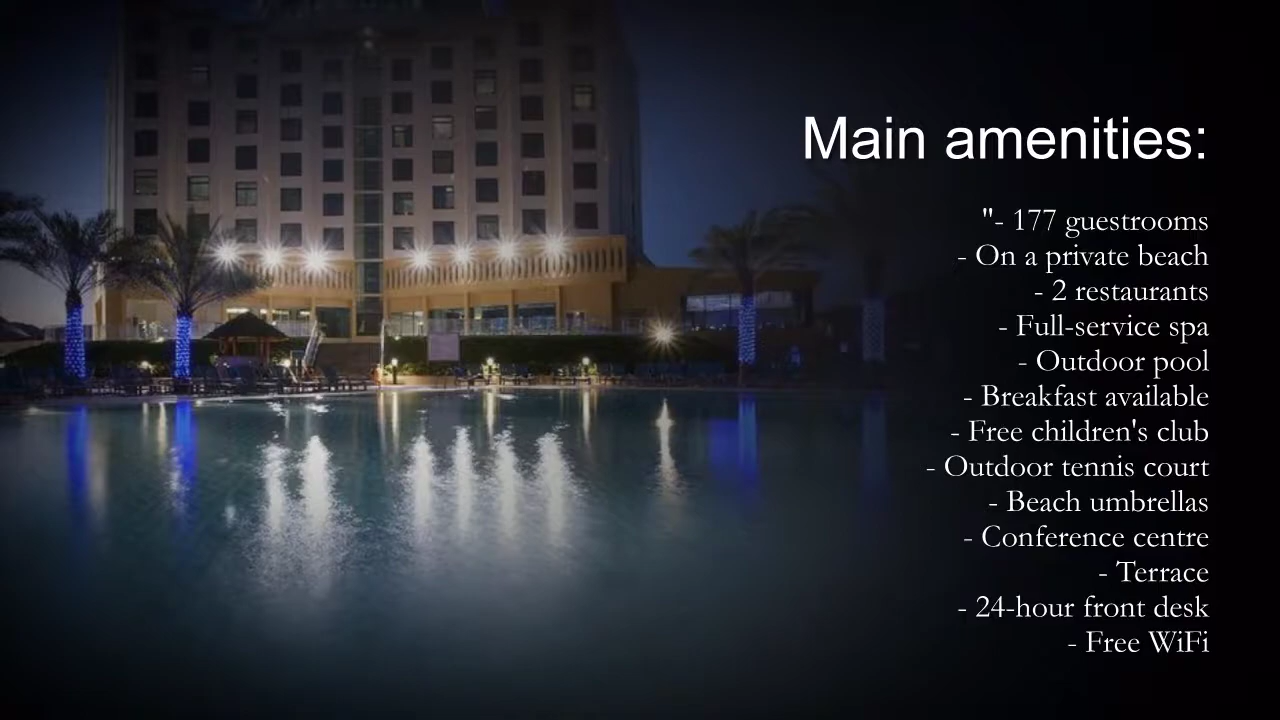 Main amenities:
"- 177 guestrooms
- On a private beach
- 2 restaurants
- Full-service spa
- Outdoor pool
- Breakfast available
- Free children's club
- Outdoor tennis court
- Beach umbrellas
- Conference centre
- Terrace
- 24-hour front desk
- Free WiFi